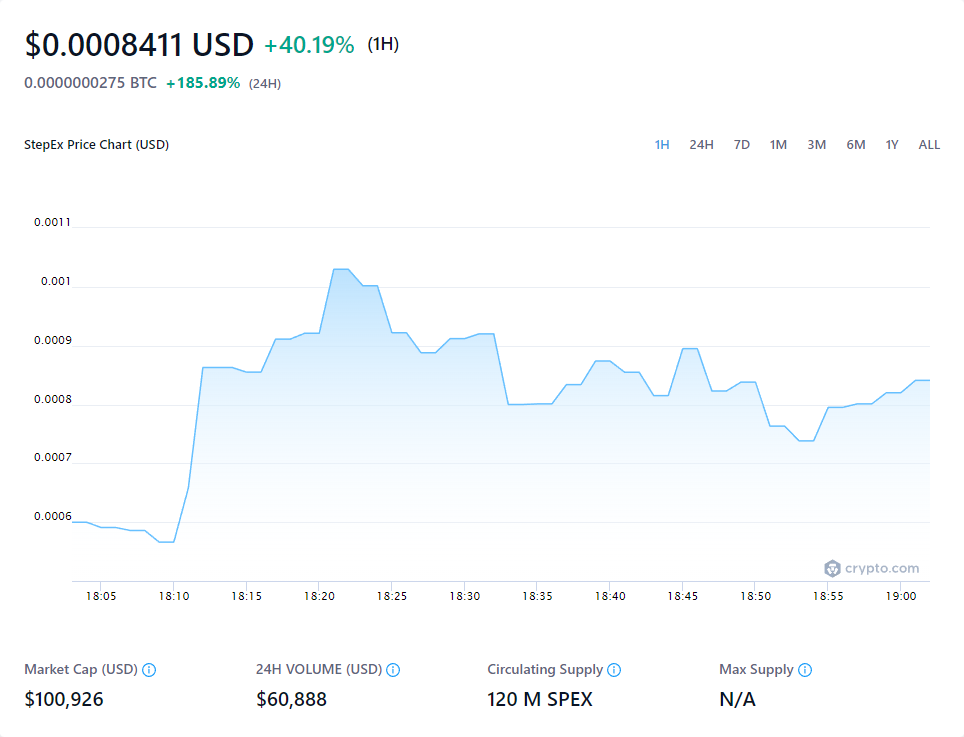 $0.0008411 USD +40.19% (1H)
0.0000000275 BTC +185.89% (24H)
StepEx Price Chart (USD) 1H 24H 7D 1M 3M 6M 1Y ALL
0.0011
0.001
0.0009
0.0008
0.0007
0.0006
crypto.com
18:05 18:10 18:15 18:20 18:25 18:30 18:35 18:40 18:45 18:50 18:55 19:00
Market Cap (USD) 24H VOLUME (USD) Circulating Supply Max Supply
$100,926 $60,888 120 M SPEX N/A